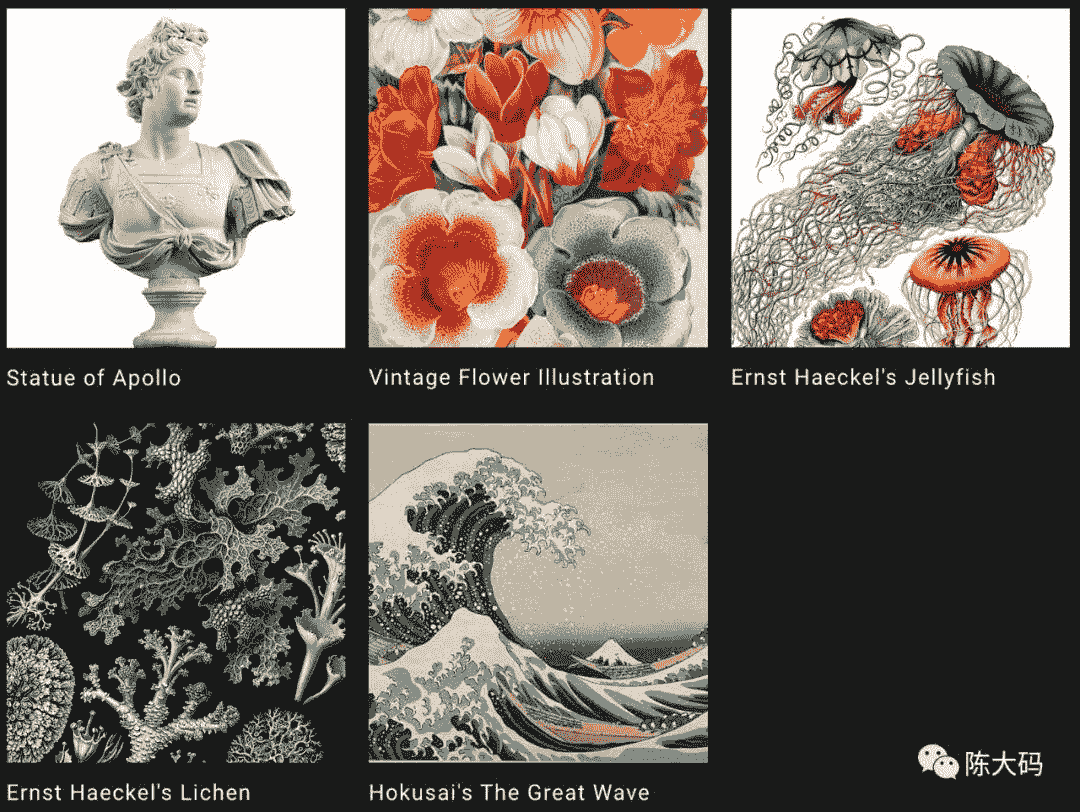 Statue of Apollo
Vintage Flower Illustration
Ernst Haeckel's Jellyfish
Ernst Haeckel's Lichen
Hokusai's The Great Wave
陈大码